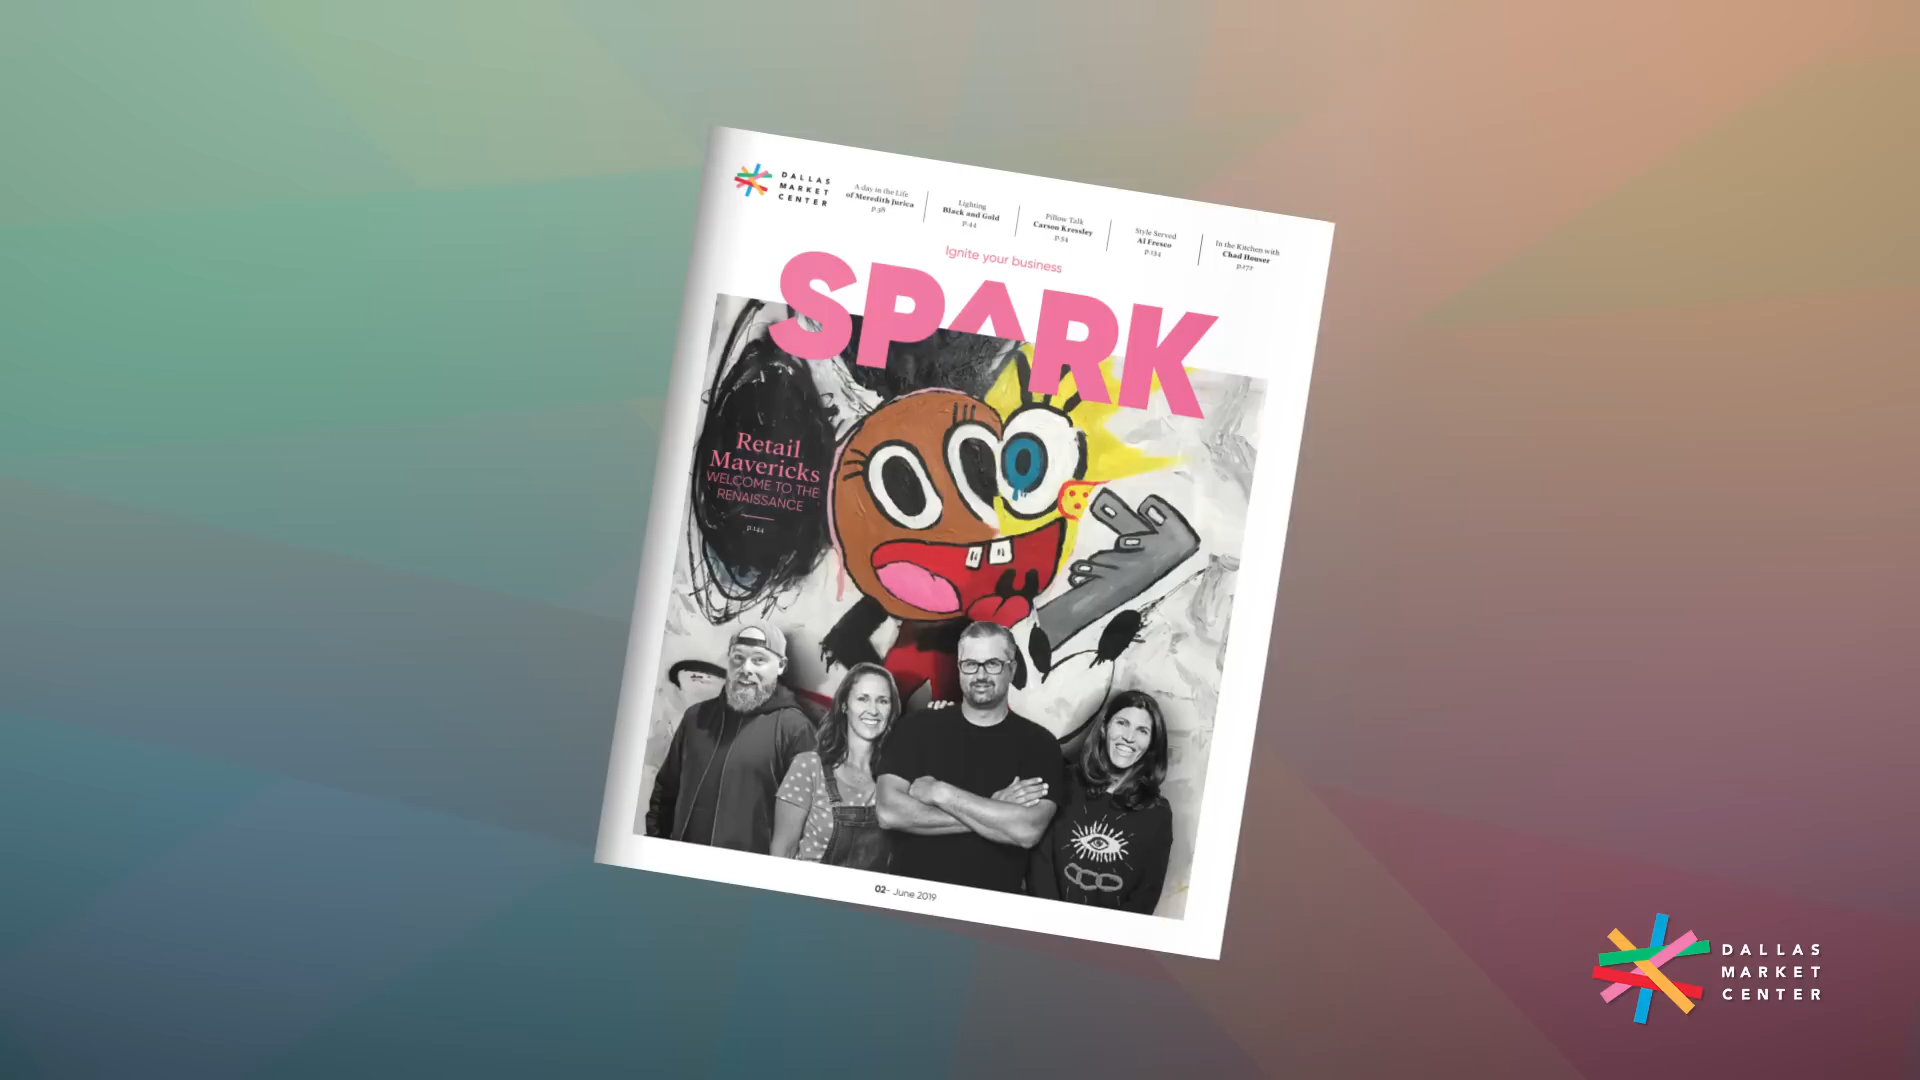 DALLAS
MARKET
CENTER
A day in the Life
of Meredith Jurica
p.38
Lighting
Black and Gold
p.44
Pillow Talk
Carson Kressley
p.54
Style Served
Al Fresco
p.134
In the Kitchen with
Chad Houser
p.172
Ignite your business
SPARK
Retail
Mavericks
WELCOME TO THE
RENAISSANCE
p.144
02– June 2019
DALLAS
MARKET
CENTER